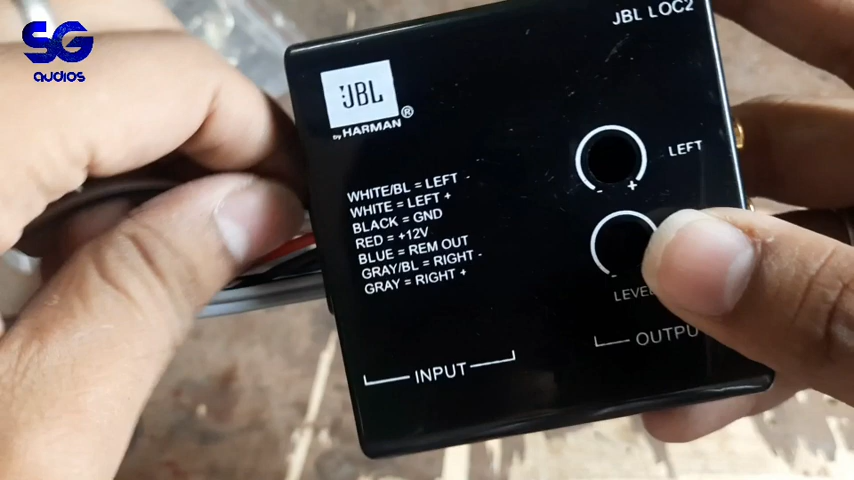 SG
audios
JBL LOC2
JBL®
by HARMAN
LEFT
- +
WHITE/BL = LEFT -
WHITE = LEFT +
BLACK = GND
RED = +12V
BLUE = REM OUT
GRAY/BL = RIGHT -
GRAY = RIGHT +
-
INPUT